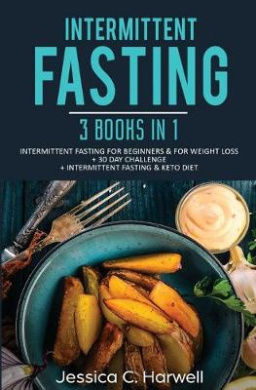 INTERMITTENT
FASTING
3 BOOKS IN 1
INTERMITTENT FASTING FOR BEGINNERS & FOR WEIGHT LOSS
+ 30 DAY CHALLENGE
+ INTERMITTENT FASTING & KETO DIET
Jessica C. Harwell